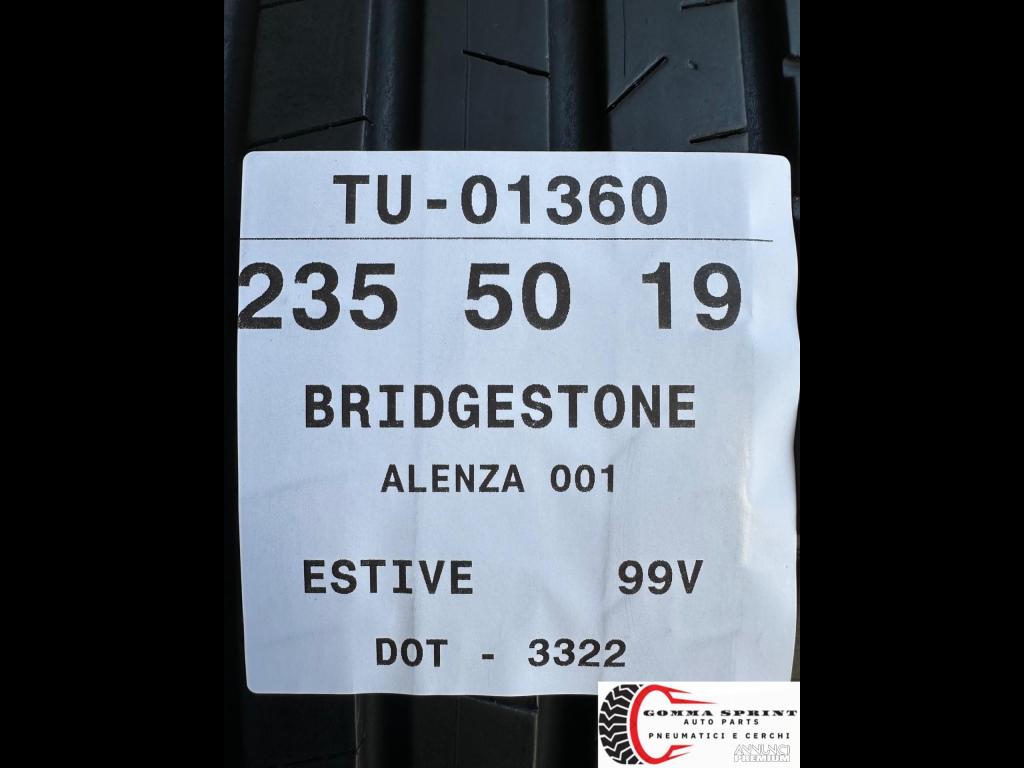 TU-01360
235 50 19
BRIDGESTONE
ALENZA 001
ESTIVE 99V
DOT - 3322
GOMMA SPRINT
AUTO PARTS
PNEUMATICI E CERCHI
ANNUNCI
PREMIUM